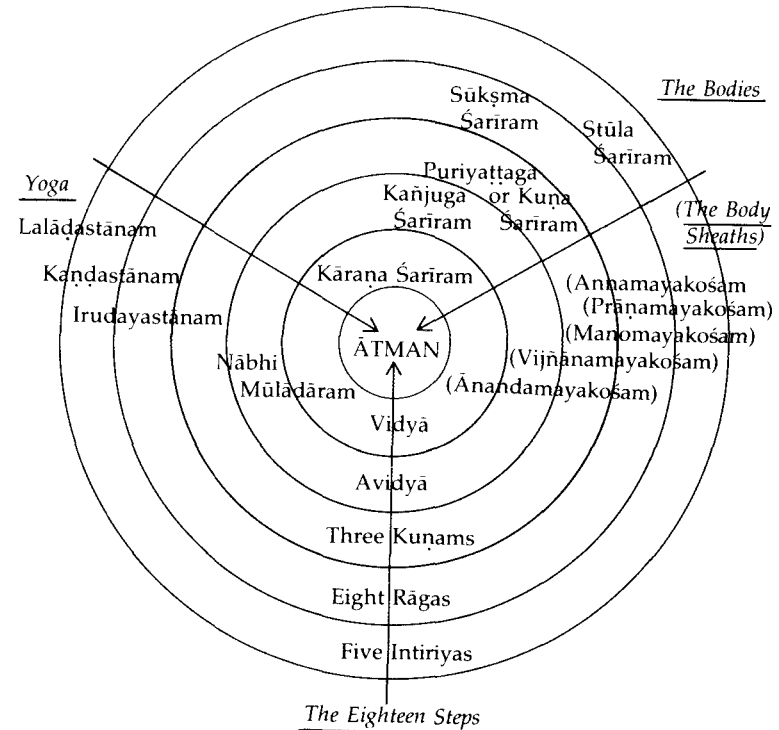 Sūkṣma
Śarīram
The Bodies
Stūla
Śarīram
Puriyaṭṭaga
or Kuṇa
Śarīram
Kañjuga
Śarīram
Yoga
(The Body
Sheaths)
Lalāḍastānam
Kāraṇa Śarīram
Kaṇḍastānam
(Annamayakośam
(Prāṇamayakośam)
Irudayastānam
(Manomayakośam)
ĀTMAN
(Vijñānamayakośam)
Nābhi
Mūlādāram
(Ānandamayakośam)
Vidyā
Avidyā
Three Kuṇams
Eight Rāgas
Five Intiriyas
The Eighteen Steps